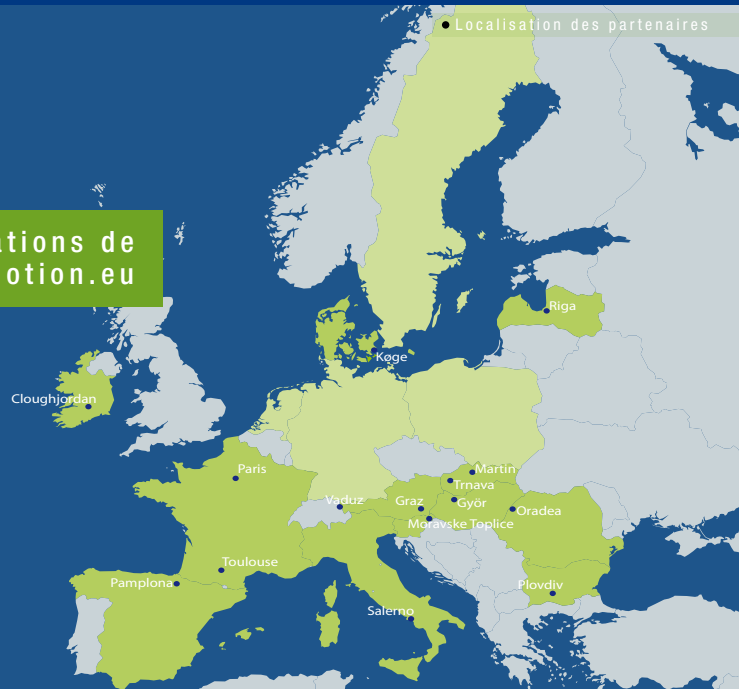 Localisation des partenaires
ations de
otion.eu
Riga
Køge
Cloughjordan
Paris
Martin
Trnava
Vaduz
Graz
Györ
Oradea
Moravske Toplice
Toulouse
Pamplona
Plovdiv
Salerno